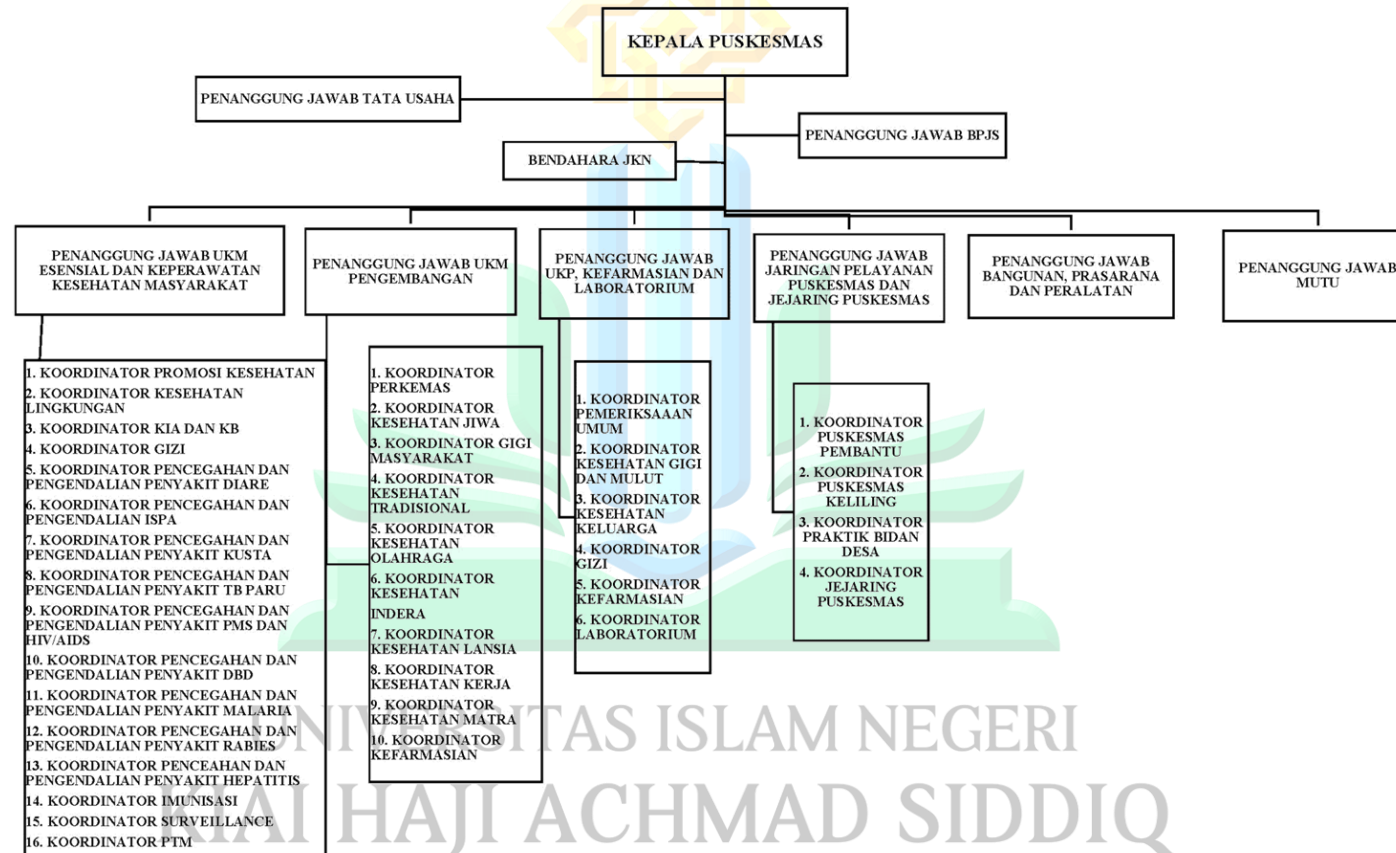 KEPALA PUSKESMAS
PENANGGUNG JAWAB TATA USAHA
PENANGGUNG JAWAB BPJS
BENDAHARA JKN
PENANGGUNG JAWAB UKM
ESENSIAL DAN KEPERAWATAN
KESEHATAN MASYARAKAT
PENANGGUNG JAWAB UKM
PENGEMBANGAN
PENANGGUNG JAWAB
UKP, KEFARMASIAN DAN
LABORATORIUM
PENANGGUNG JAWAB
JARINGAN PELAYANAN
PUSKESMAS DAN
JEJARING PUSKESMAS
PENANGGUNG JAWAB
BANGUNAN, PRASARANA
DAN PERALATAN
PENANGGUNG JAWAB
MUTU
1. KOORDINATOR PROMOSI KESEHATAN
2. KOORDINATOR KESEHATAN
LINGKUNGAN
3. KOORDINATOR KIA DAN KB
4. KOORDINATOR GIZI
5. KOORDINATOR PENCEGAHAN DAN
PENGENDALIAN PENYAKIT DIARE
6. KOORDINATOR PENCEGAHAN DAN
PENGENDALIAN ISPA
7. KOORDINATOR PENCEGAHAN DAN
PENGENDALIAN PENYAKIT KUSTA
8. KOORDINATOR PENCEGAHAN DAN
PENGENDALIAN PENYAKIT TB PARU
9. KOORDINATOR PENCEGAHAN DAN
PENGENDALIAN PENYAKIT PMS DAN
HIV/AIDS
10. KOORDINATOR PENCEGAHAN DAN
PENGENDALIAN PENYAKIT DBD
11. KOORDINATOR PENCEGAHAN DAN
PENGENDALIAN PENYAKIT MALARIA
12. KOORDINATOR PENCEGAHAN DAN
PENGENDALIAN PENYAKIT RABIES
13. KOORDINATOR PENCEAHAN DAN
PENGENDALIAN PENYAKIT HEPATITIS
14. KOORDINATOR IMUNISASI
15. KOORDINATOR SURVEILLANCE
16. KOORDINATOR PTM
1. KOORDINATOR
PERKEMAS
2. KOORDINATOR
KESEHATAN JIWA
3. KOORDINATOR GIGI
MASYARAKAT
4. KOORDINATOR
KESEHATAN
TRADISIONAL
5. KOORDINATOR
KESEHATAN
OLAHRAGA
6. KOORDINATOR
KESEHATAN
INDERA
7. KOORDINATOR
KESEHATAN LANSIA
8. KOORDINATOR
KESEHATAN KERJA
9. KOORDINATOR
KESEHATAN MATRA
10. KOORDINATOR
KEFARMASIAN
1. KOORDINATOR
PEMERIKSAAAN
UMUM
2. KOORDINATOR
KESEHATAN GIGI
DAN MULUT
3. KOORDINATOR
KESEHATAN
KELUARGA
4. KOORDINATOR
GIZI
5. KOORDINATOR
KEFARMASIAN
6. KOORDINATOR
LABORATORIUM
1. KOORDINATOR
PUSKESMAS
PEMBANTU
2. KOORDINATOR
PUSKESMAS
KELILING
3. KOORDINATOR
PRAKTIK BIDAN
DESA
4. KOORDINATOR
JEJARING
PUSKESMAS
UNIVERSITAS ISLAM NEGERI
KIAI HAJI ACHMAD SIDDIQ